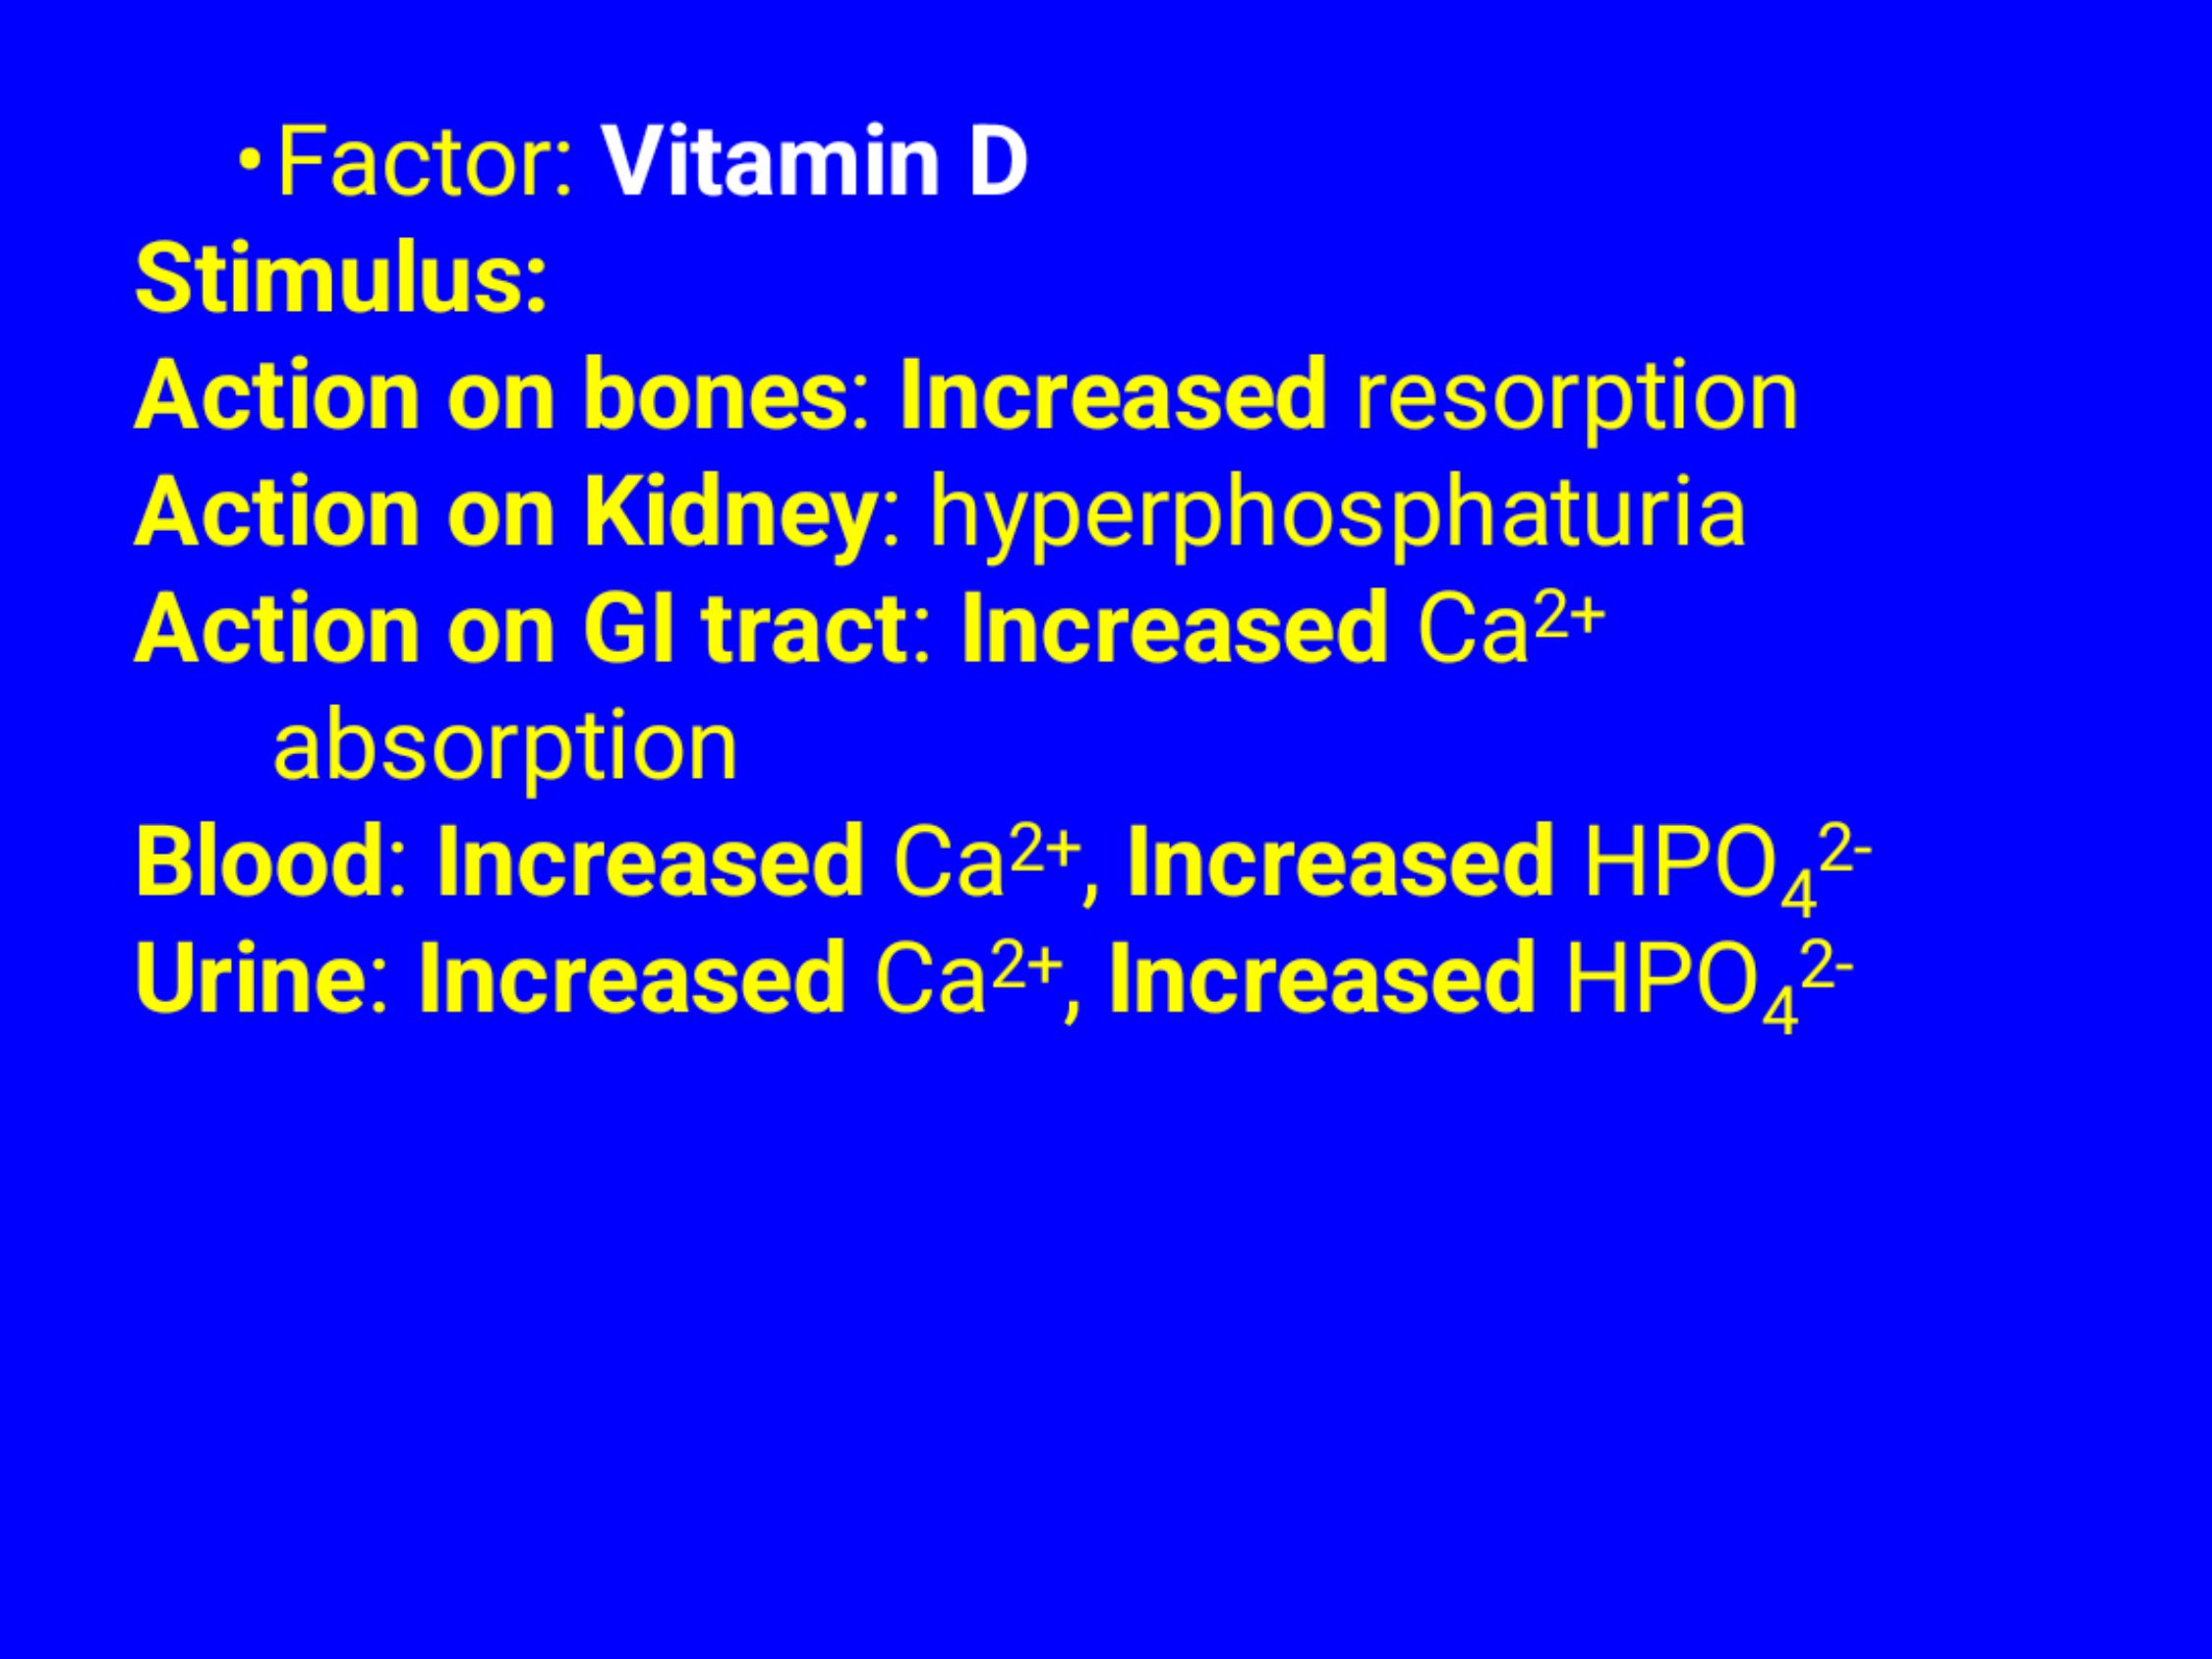 •Factor: Vitamin D
Stimulus:
Action on bones: Increased resorption
Action on Kidney: hyperphosphaturia
Action on GI tract: Increased Ca²⁺
absorption
Blood: Increased Ca²⁺, Increased HPO₄²⁻
Urine: Increased Ca²⁺, Increased HPO₄²⁻